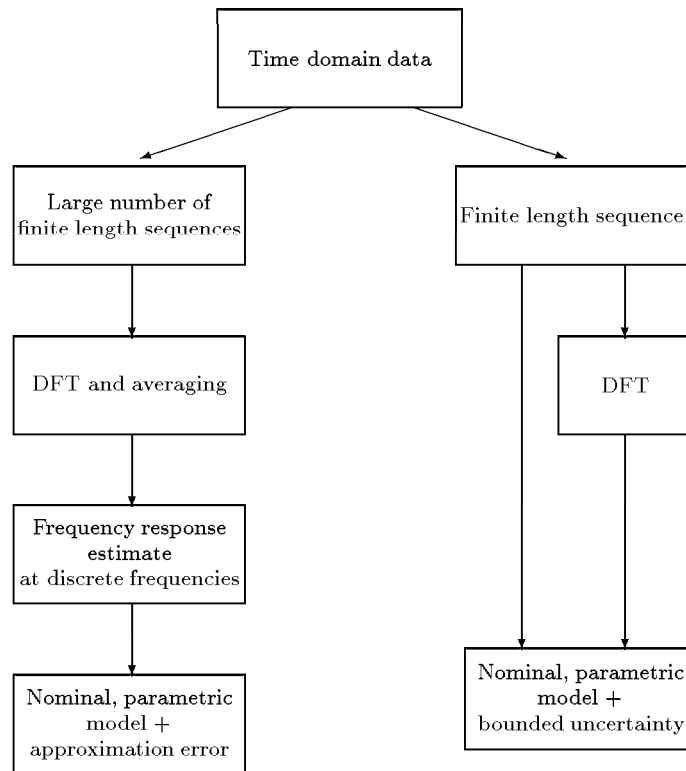 Time domain data
Large number of
finite length sequences
Finite length sequence
DFT and averaging
DFT
Frequency response
estimate
at discrete frequencies
Nominal, parametric
model +
approximation error
Nominal, parametric
model +
bounded uncertainty